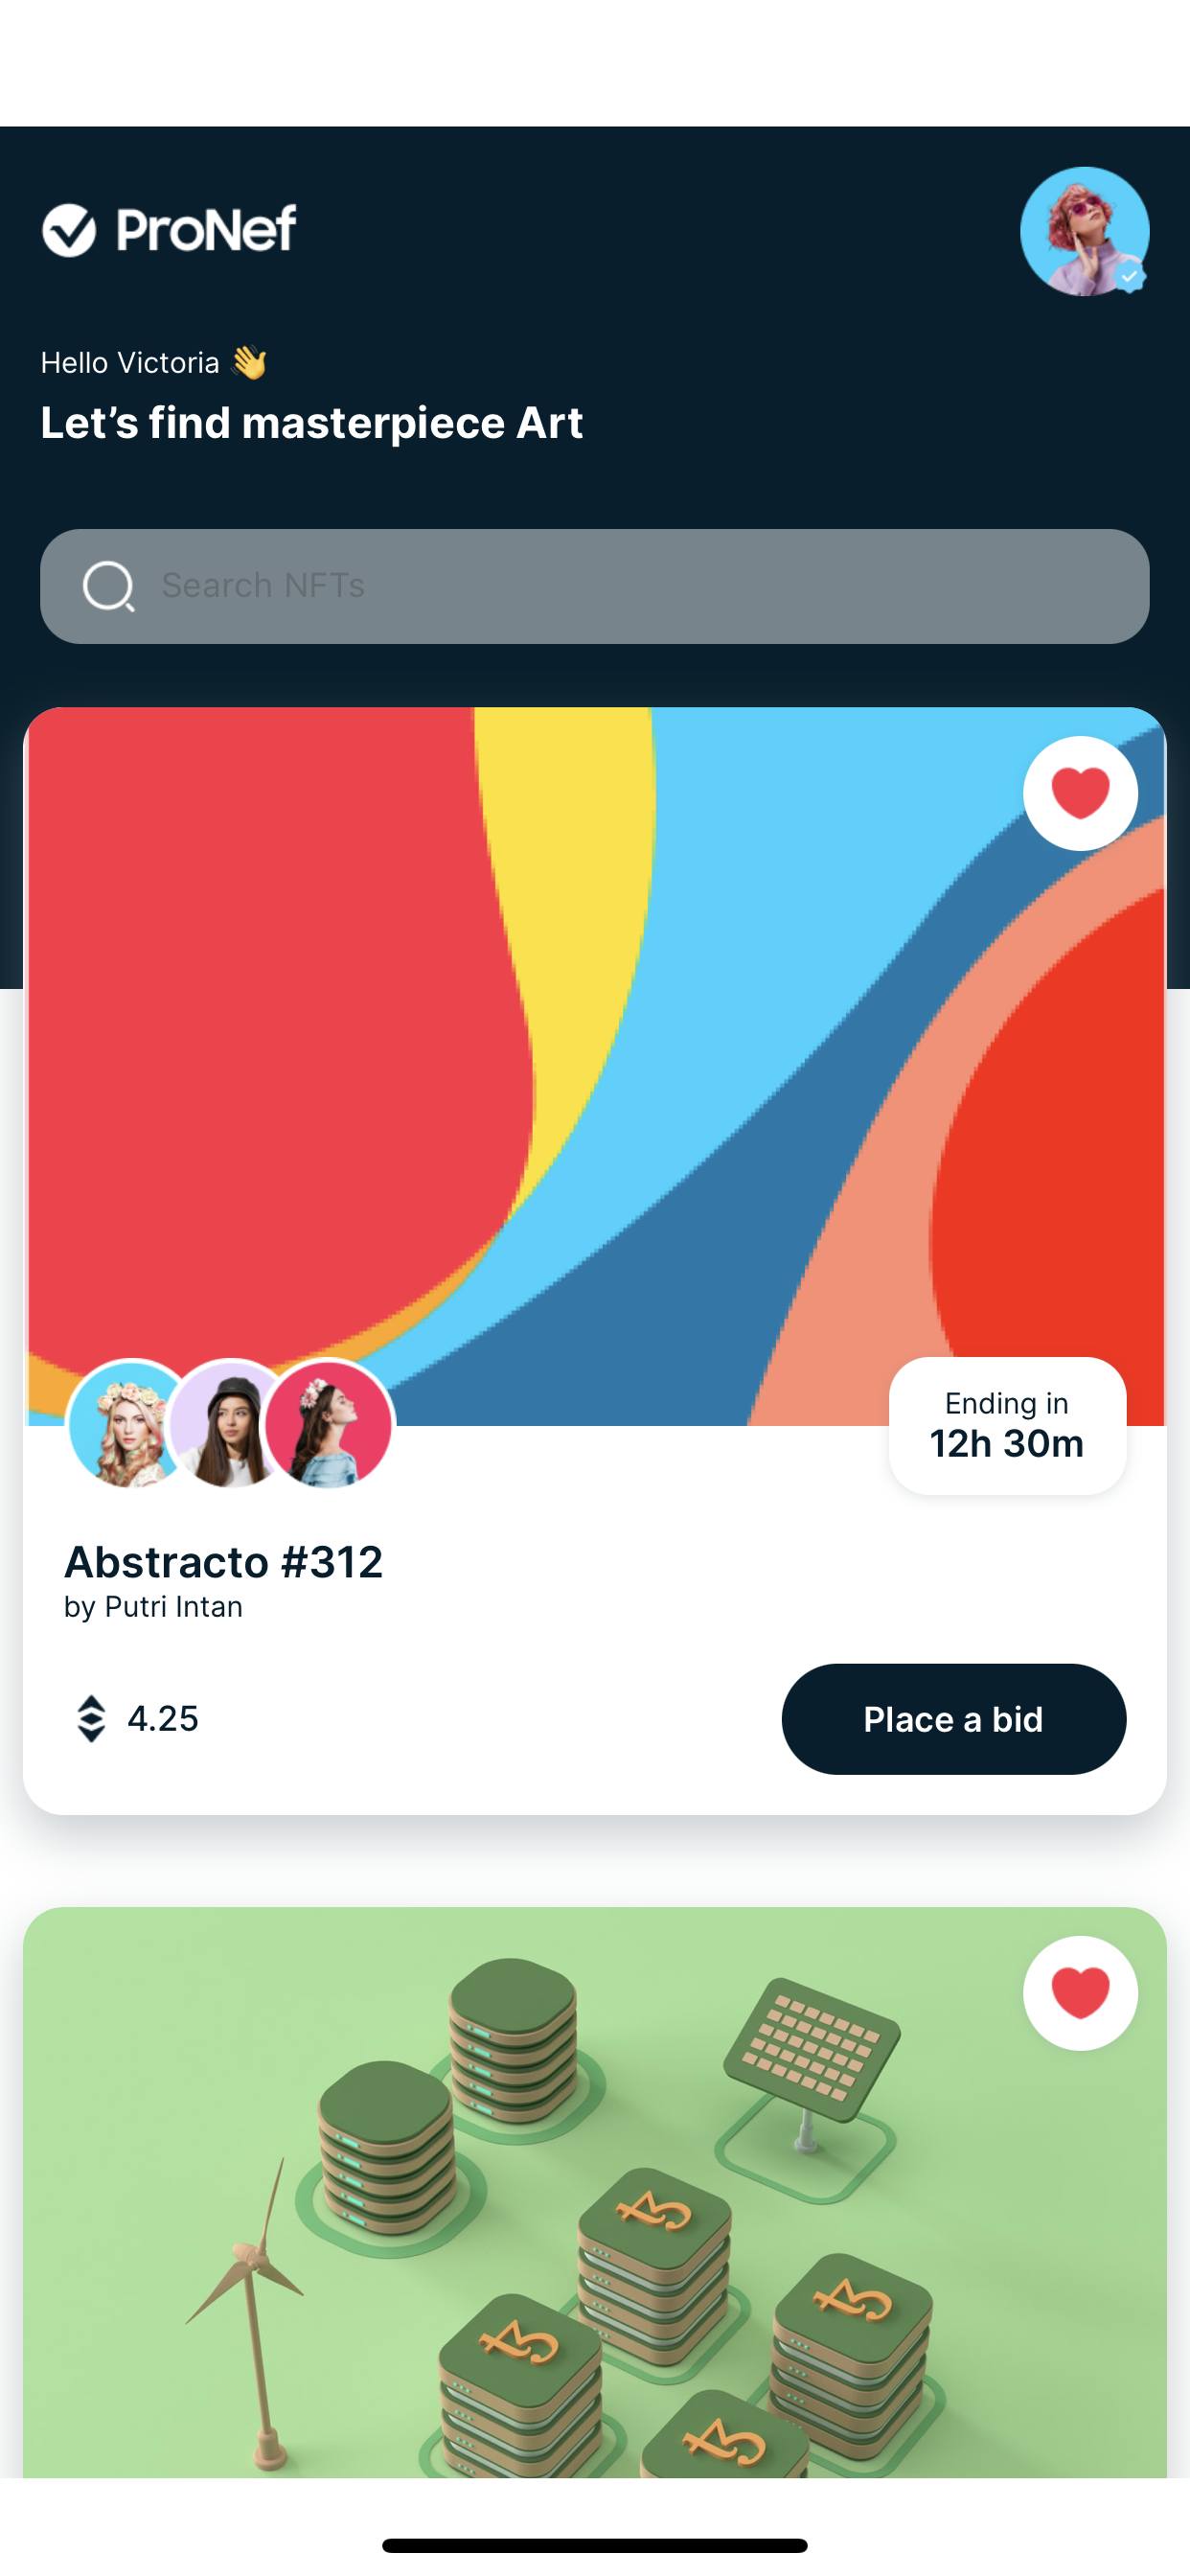 ProNef
Hello Victoria 👋
Let’s find masterpiece Art
Search NFTs
Ending in
12h 30m
Abstracto #312
by Putri Intan
4.25
Place a bid